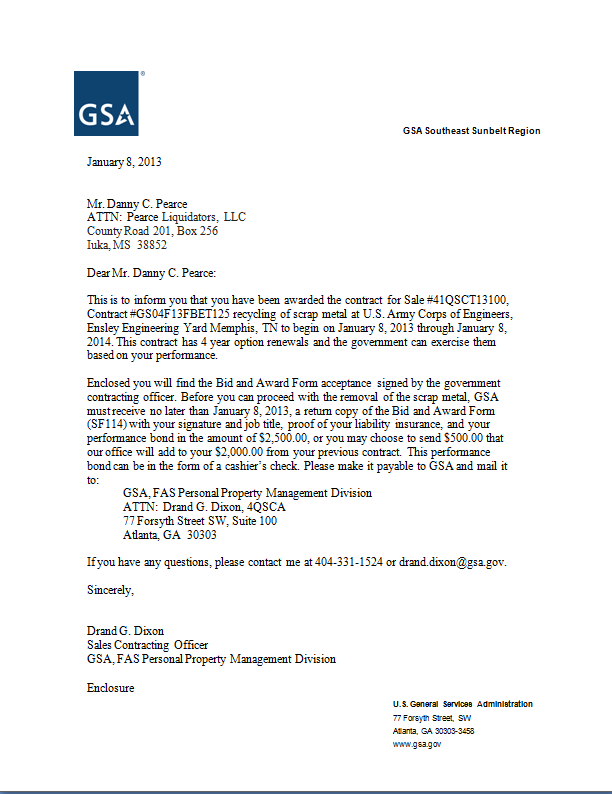 GSA
®
GSA Southeast Sunbelt Region
January 8, 2013
Mr. Danny C. Pearce
ATTN: Pearce Liquidators, LLC
County Road 201, Box 256
Iuka, MS 38852
Dear Mr. Danny C. Pearce:
This is to inform you that you have been awarded the contract for Sale #41QSCT13100,
Contract #GS04F13FBET125 recycling of scrap metal at U.S. Army Corps of Engineers,
Ensley Engineering Yard Memphis, TN to begin on January 8, 2013 through January 8,
2014. This contract has 4 year option renewals and the government can exercise them
based on your performance.
Enclosed you will find the Bid and Award Form acceptance signed by the government
contracting officer. Before you can proceed with the removal of the scrap metal, GSA
must receive no later than January 8, 2013, a return copy of the Bid and Award Form
(SF114) with your signature and job title, proof of your liability insurance, and your
performance bond in the amount of $2,500.00, or you may choose to send $500.00 that
our office will add to your $2,000.00 from your previous contract. This performance
bond can be in the form of a cashier's check. Please make it payable to GSA and mail it
to:
GSA, FAS Personal Property Management Division
ATTN: Drand G. Dixon, 4QSCA
77 Forsyth Street SW, Suite 100
Atlanta, GA 30303
If you have any questions, please contact me at 404-331-1524 or drand.dixon@gsa.gov.
Sincerely,
Drand G. Dixon
Sales Contracting Officer
GSA, FAS Personal Property Management Division
Enclosure
U.S. General Services Administration
77 Forsyth Street, SW
Atlanta, GA 30303-3458
www.gsa.gov